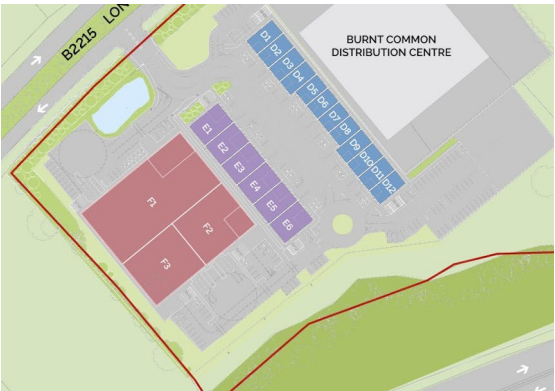 B2215 LON
BURNT COMMON
DISTRIBUTION CENTRE
D1
D2
D3
D4
D5
D6
D7
D8
D9
D10
D11
D12
E1
E2
E3
E4
E5
E6
F1
F2
F3